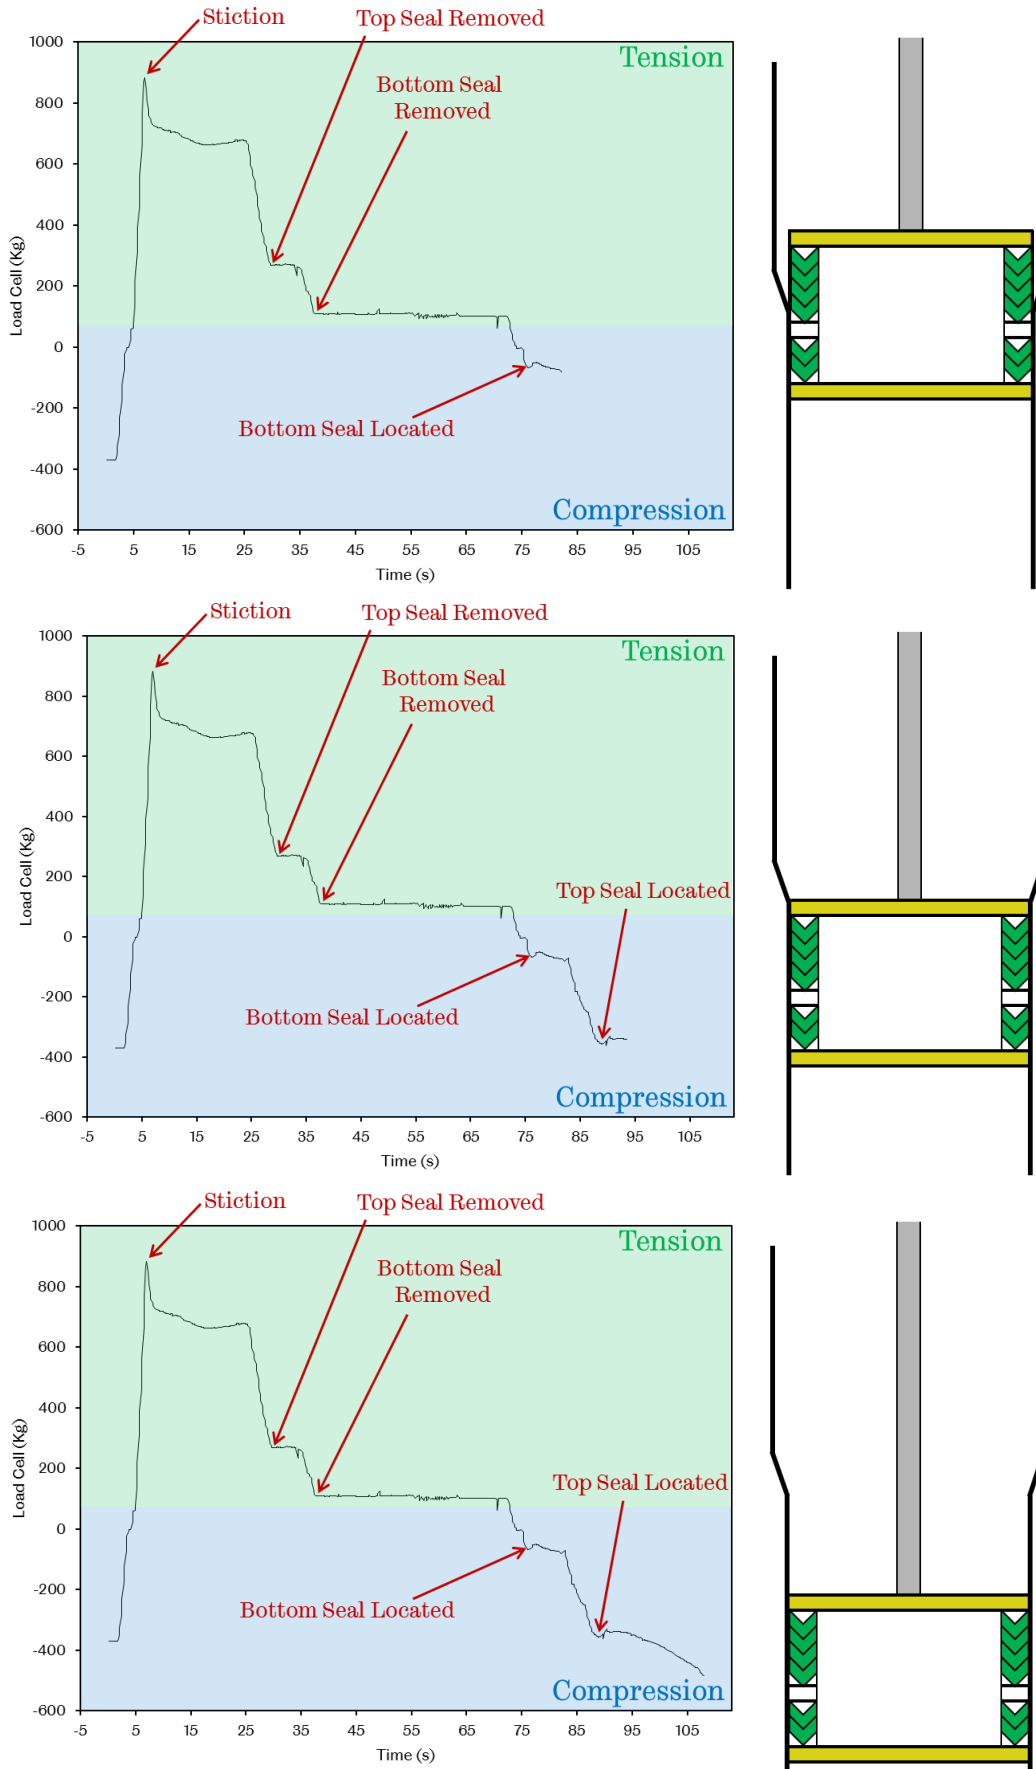 Stiction
Top Seal Removed
1000
Tension
Bottom Seal
Removed
800
600
400
200
0
-200
-400
-600
Load Cell (Kg)
Bottom Seal Located
Compression
-5 5 15 25 35 45 55 65 75 85 95 105
Time (s)
Stiction
Top Seal Removed
1000
Tension
Bottom Seal
Removed
800
600
400
200
0
-200
-400
-600
Load Cell (Kg)
Top Seal Located
Bottom Seal Located
Compression
-5 5 15 25 35 45 55 65 75 85 95 105
Time (s)
Stiction
Top Seal Removed
1000
Tension
Bottom Seal
Removed
800
600
400
200
0
-200
-400
-600
Load Cell (Kg)
Top Seal Located
Bottom Seal Located
Compression
-5 5 15 25 35 45 55 65 75 85 95 105
Time (s)